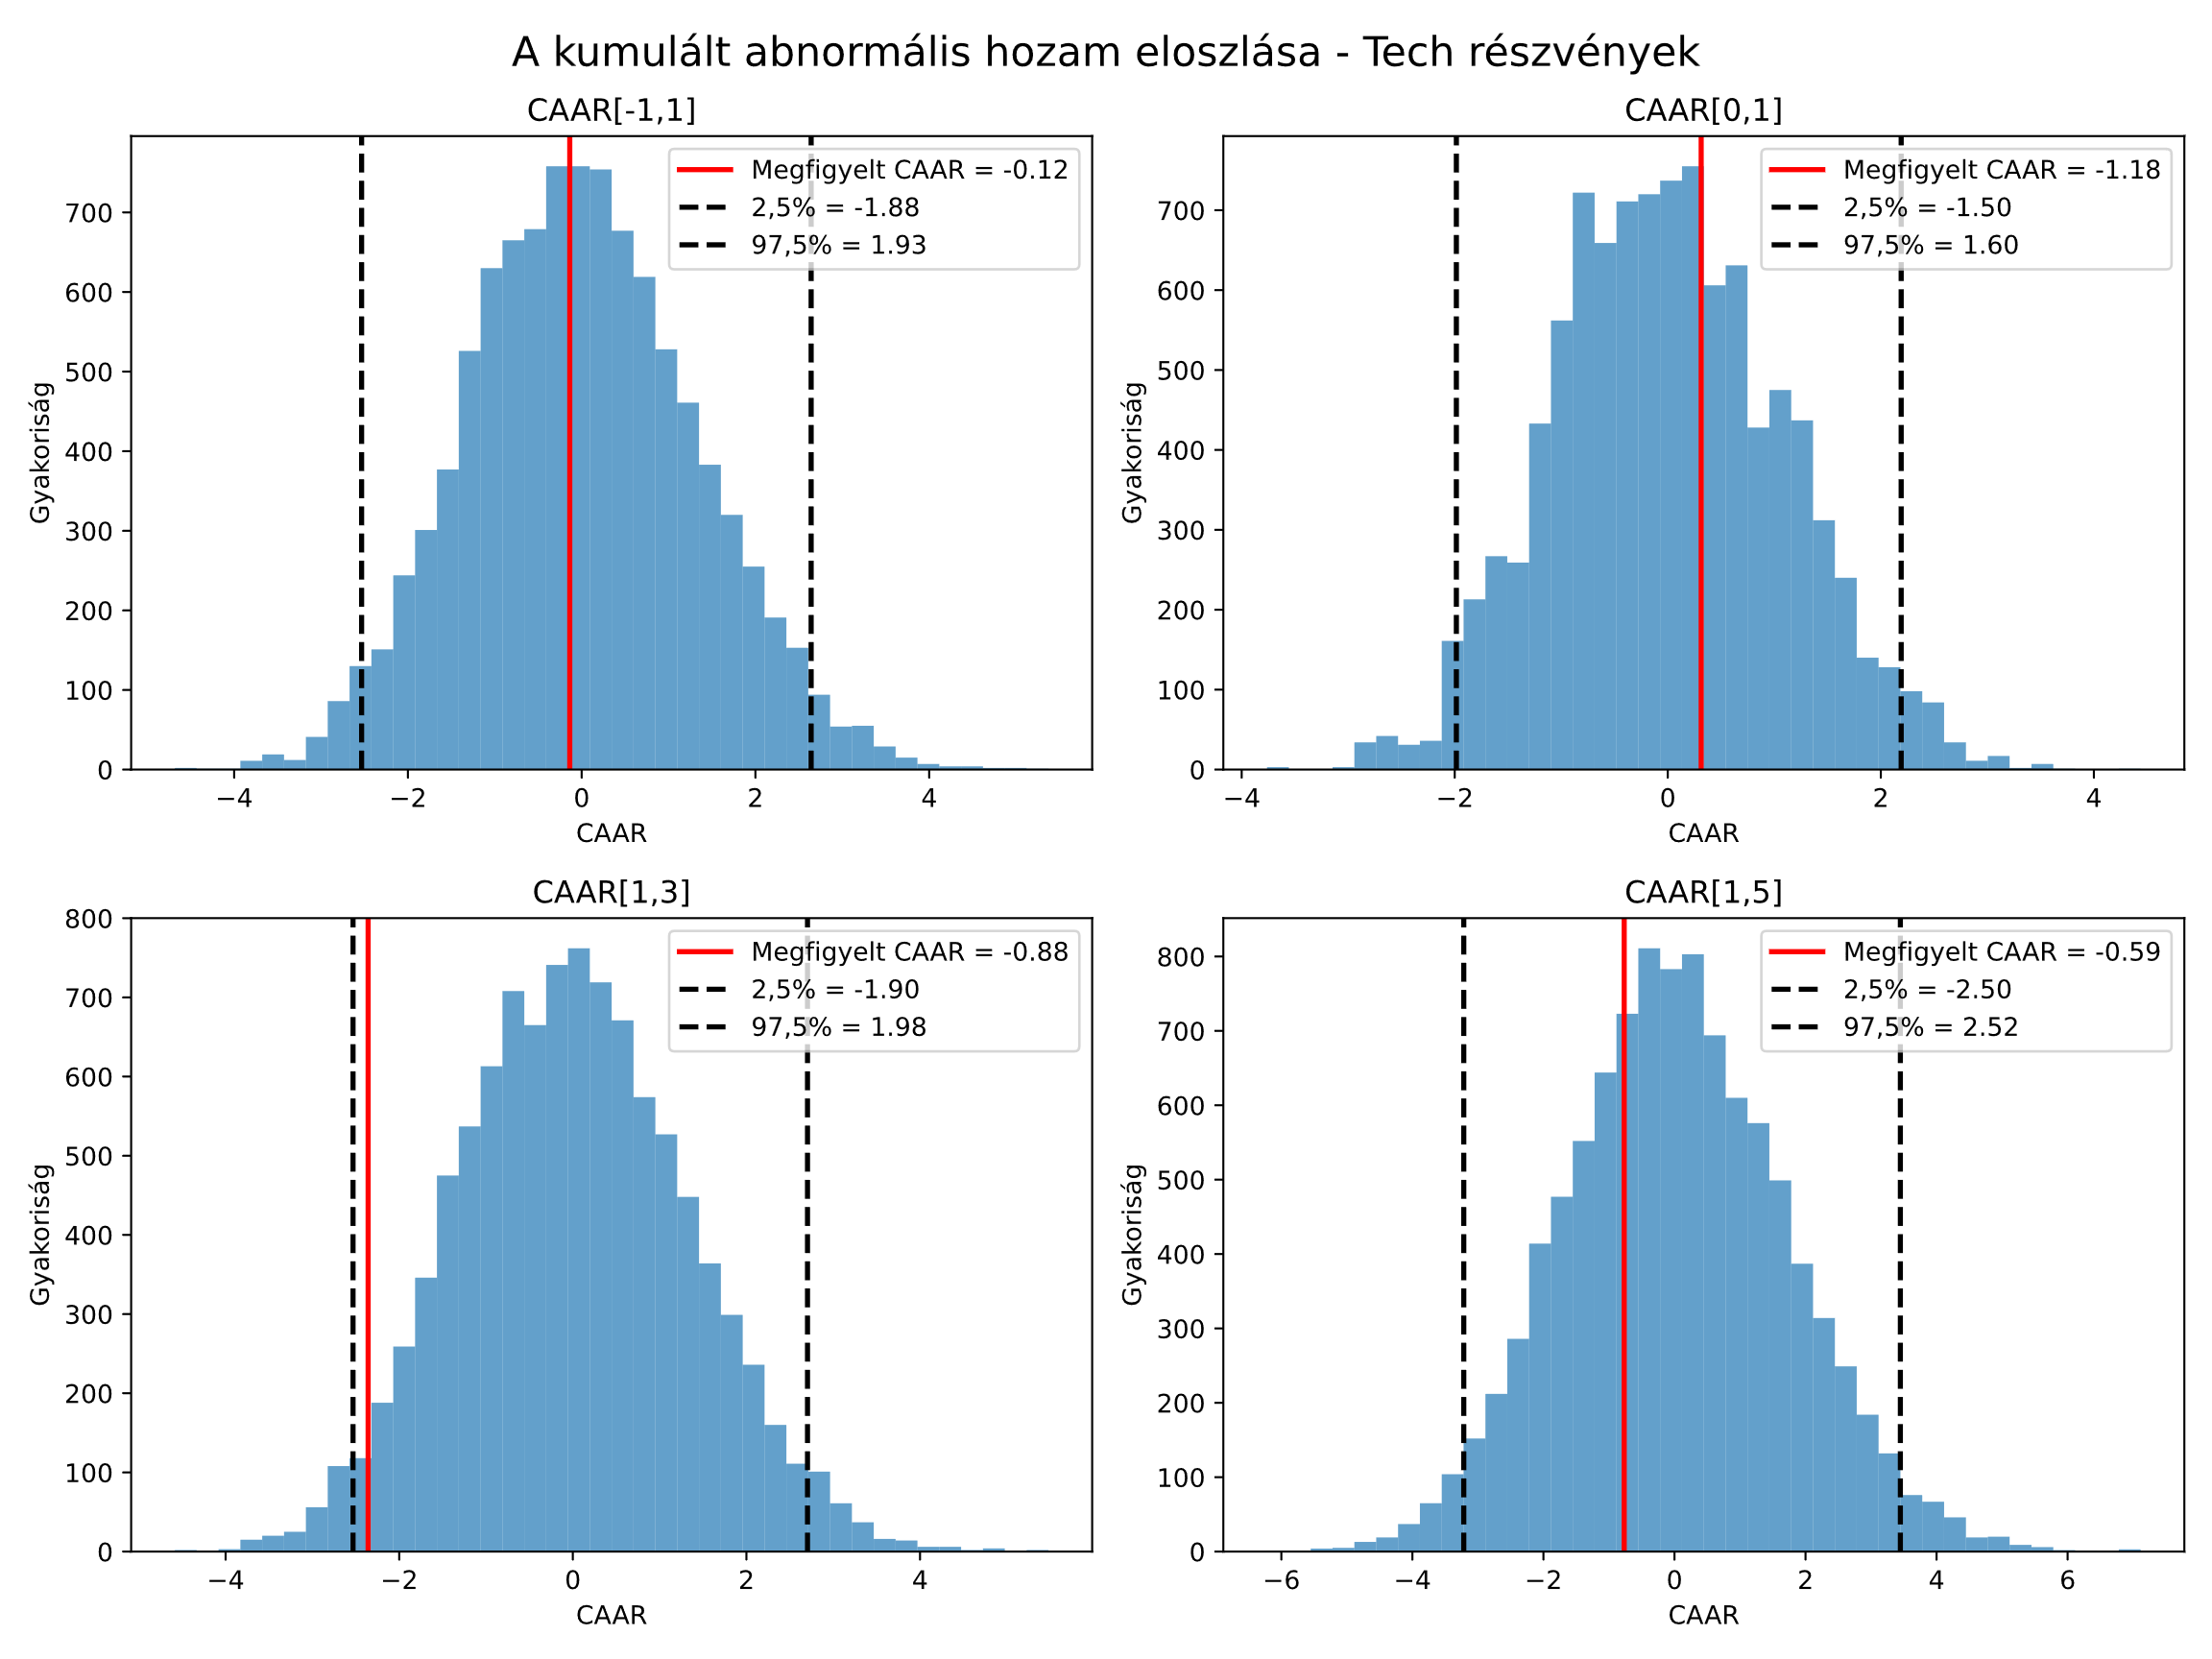 A kumulált abnormális hozam eloszlása - Tech részvények
CAAR[-1,1]
Megfigyelt CAAR = -0.12
2,5% = -1.88
97,5% = 1.93
Gyakoriság
700
600
500
400
300
200
100
0
−4 −2 0 2 4
CAAR
CAAR[0,1]
Megfigyelt CAAR = -1.18
2,5% = -1.50
97,5% = 1.60
Gyakoriság
700
600
500
400
300
200
100
0
−4 −2 0 2 4
CAAR
CAAR[1,3]
Megfigyelt CAAR = -0.88
2,5% = -1.90
97,5% = 1.98
Gyakoriság
800
700
600
500
400
300
200
100
0
−4 −2 0 2 4
CAAR
CAAR[1,5]
Megfigyelt CAAR = -0.59
2,5% = -2.50
97,5% = 2.52
Gyakoriság
800
700
600
500
400
300
200
100
0
−6 −4 −2 0 2 4 6
CAAR